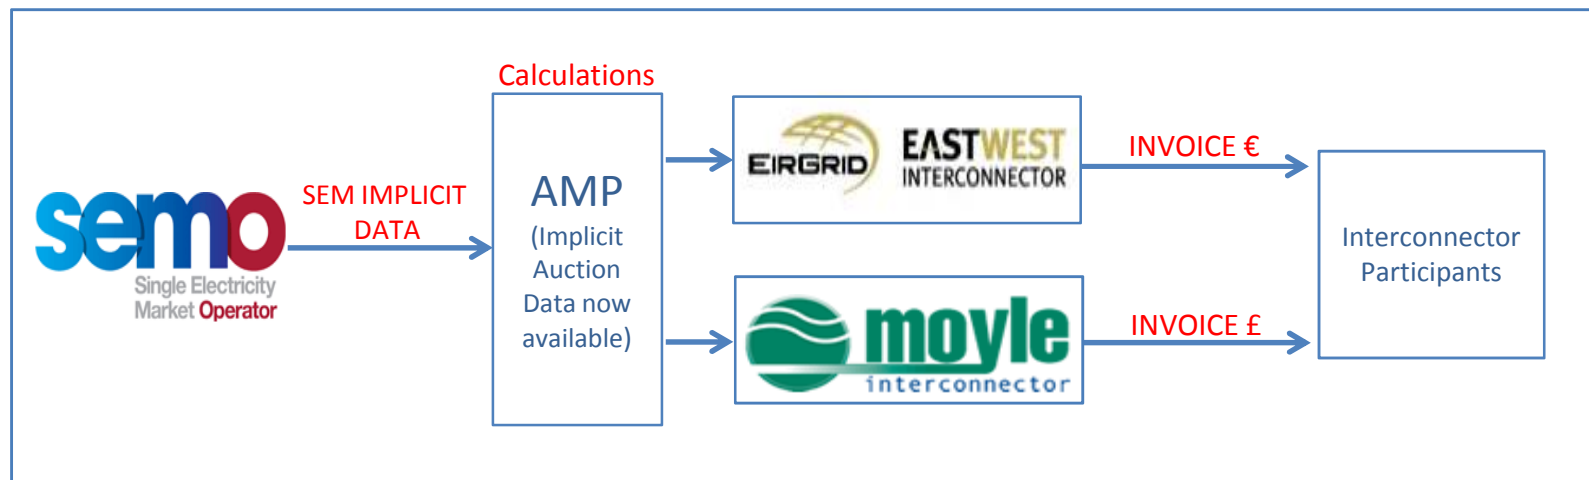 Calculations
semo
Single Electricity
Market Operator
SEM IMPLICIT
DATA
AMP
(Implicit
Auction
Data now
available)
EIRGRID
EASTWEST
INTERCONNECTOR
moyle
interconnector
INVOICE €
INVOICE £
Interconnector
Participants